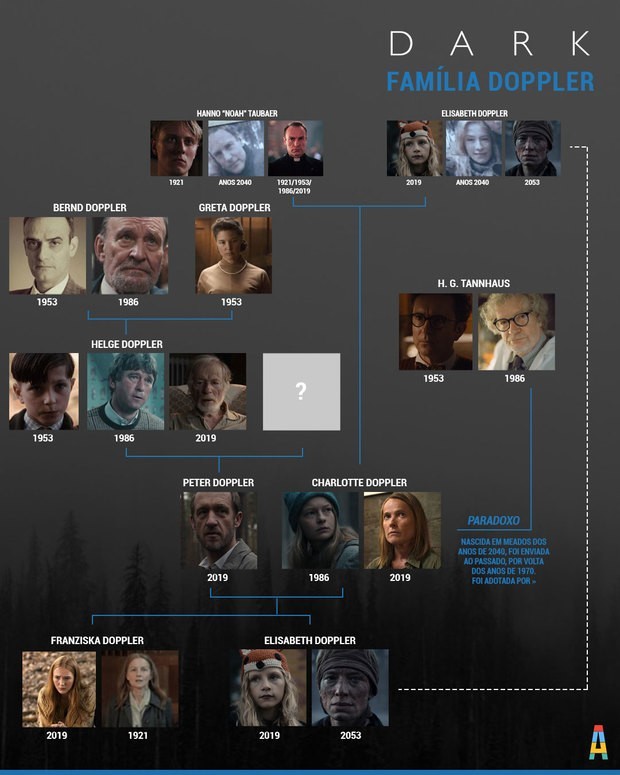 DARK
FAMÍLIA DOPPLER
HANNO "NOAH" TAUBAER
ELISABETH DOPPLER
1921
ANOS 2040
1921/1953/
1986/2019
2019
ANOS 2040
2053
BERND DOPPLER
GRETA DOPPLER
1953
1986
1953
H. G. TANNHAUS
1953
1986
HELGE DOPPLER
?
1953
1986
2019
PETER DOPPLER
CHARLOTTE DOPPLER
2019
1986
2019
PARADOXO
NASCIDA EM MEADOS DOS
ANOS DE 2040, FOI ENVIADA
AO PASSADO, POR VOLTA
DOS ANOS DE 1970.
FOI ADOTADA POR >
FRANZISKA DOPPLER
ELISABETH DOPPLER
2019
1921
2019
2053
A